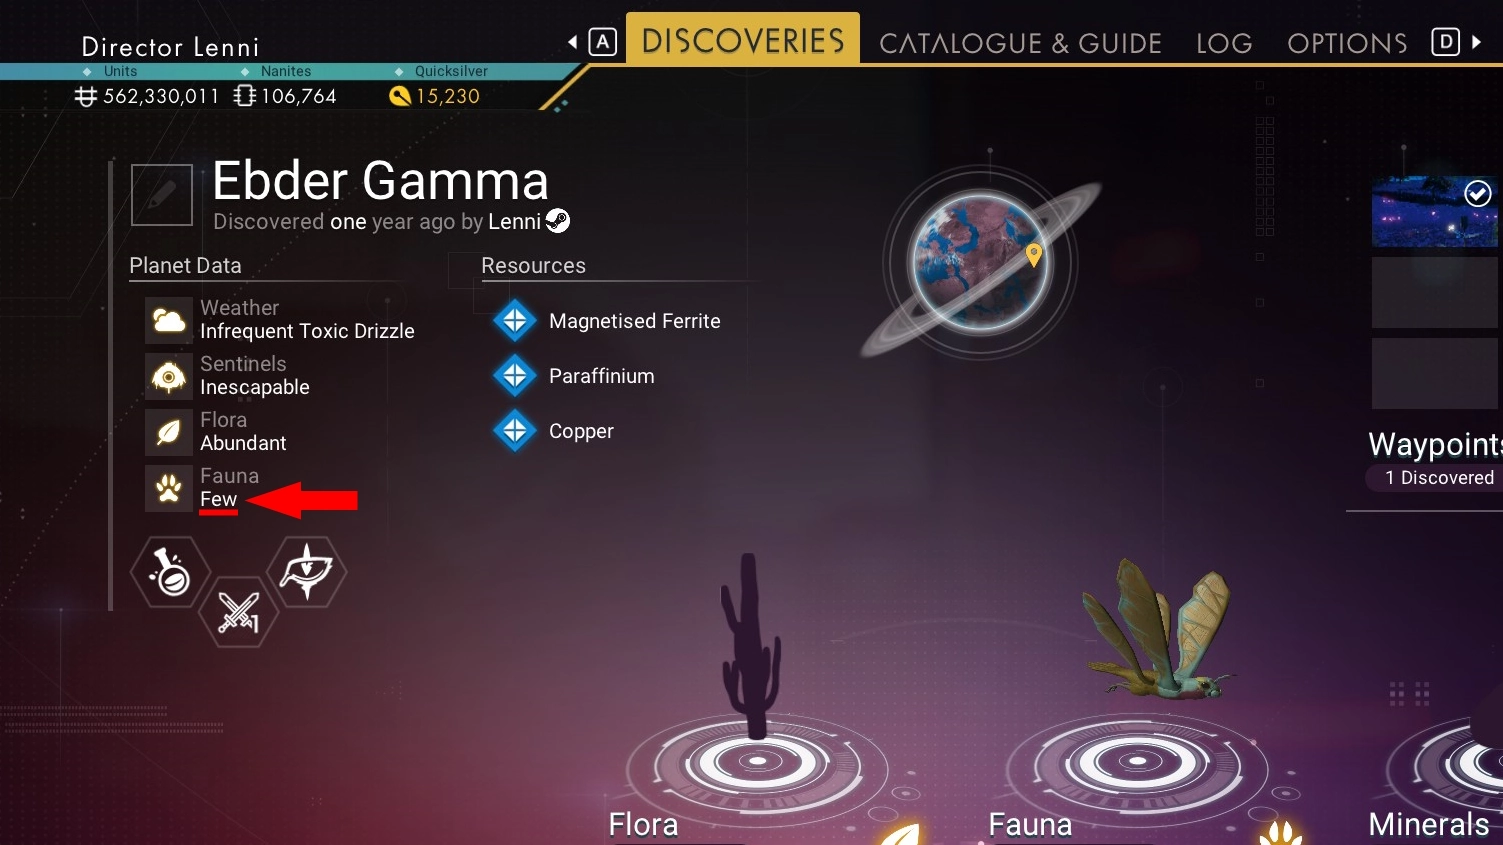 Director Lenni
A DISCOVERIES CATALOGUE & GUIDE LOG OPTIONS D
Units Nanites Quicksilver
562,330,011 106,764 15,230
Ebder Gamma
Discovered one year ago by Lenni
Planet Data
Weather
Infrequent Toxic Drizzle
Sentinels
Inescapable
Flora
Abundant
Fauna
Few
Resources
Magnetised Ferrite
Paraffinium
Copper
1
Waypoints
1 Discovered
Flora
Fauna
Minerals